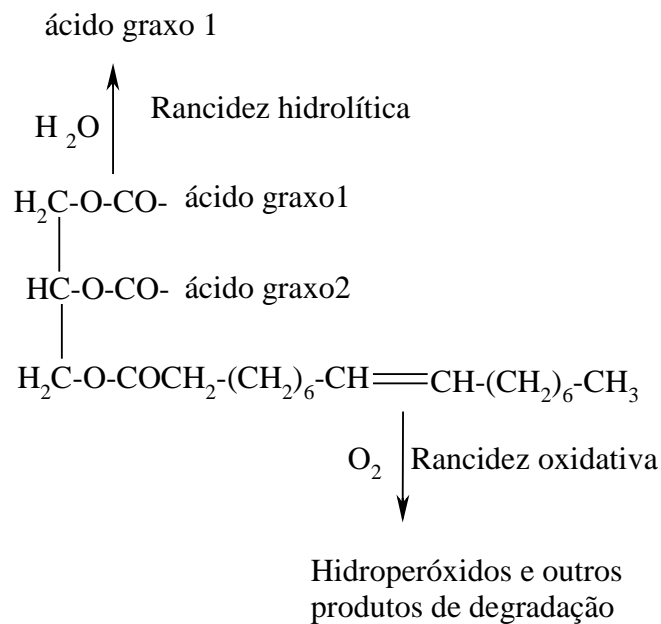 ácido graxo 1
H₂O Rancidez hidrolítica
H₂C-O-CO- ácido graxo1
HC-O-CO- ácido graxo2
H₂C-O-COCH₂-(CH₂)₆-CH=CH-(CH₂)₆-CH₃
O₂ Rancidez oxidativa
Hidroperóxidos e outros
produtos de degradação